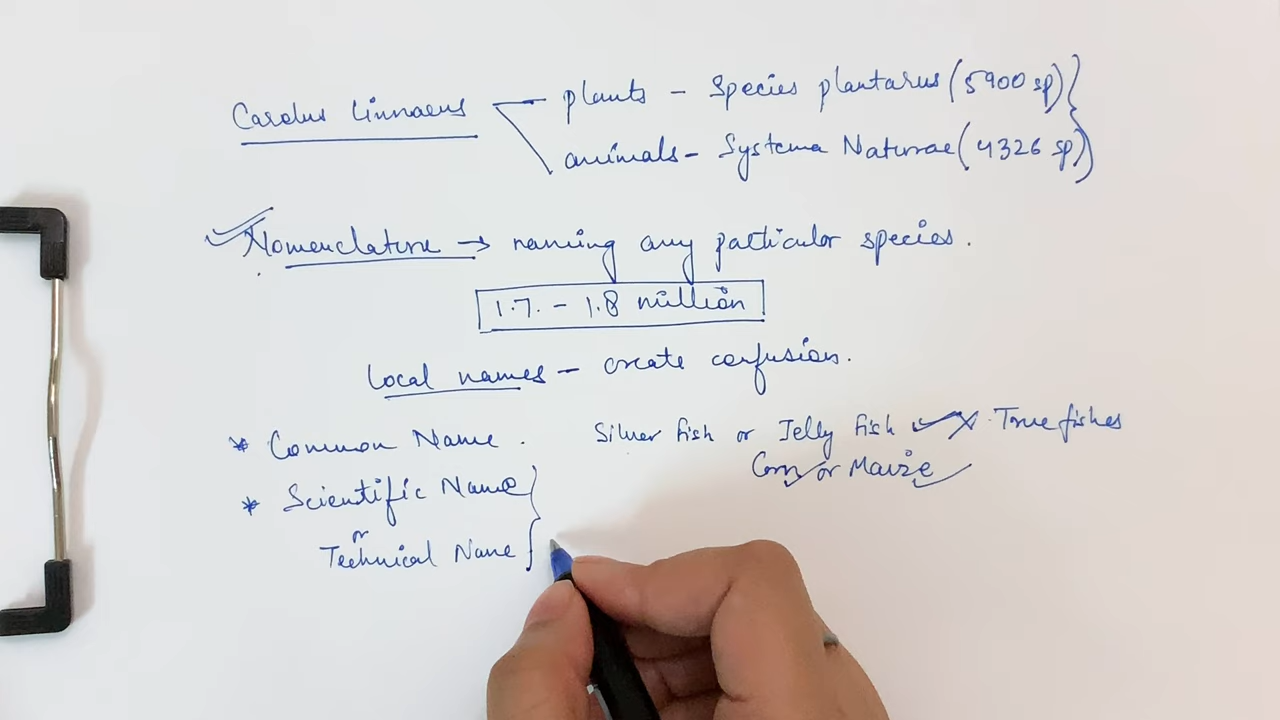 Carolus Linnaeus — plants - Species plantarus (5900 sp)
animals - Systema Naturae (4326 sp)
Nomenclature → naming any particular species.
1.7. - 1.8 million
Local names - create confusion.
* Common Name . Silver fish or Jelly fish ✓ X . True fishes
Corn or Maize
* Scientific Name
or
Technical Name